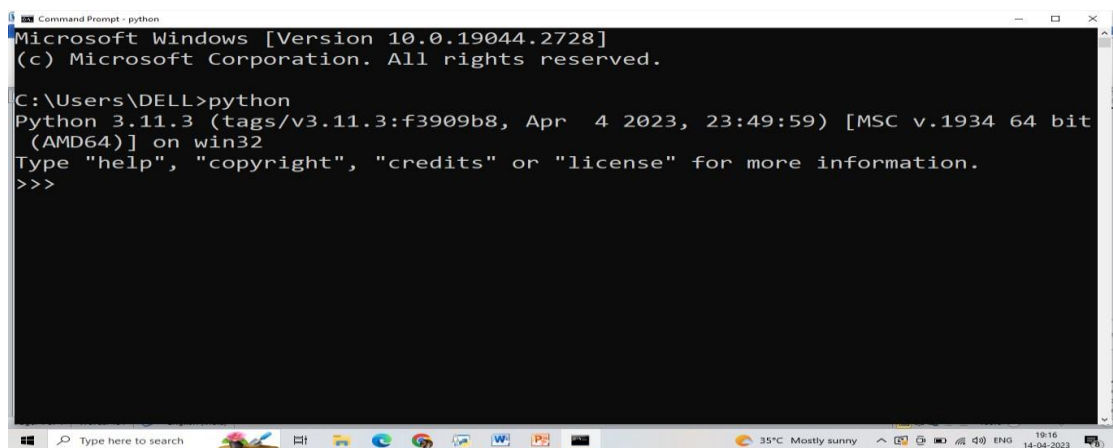 Command Prompt - python
Microsoft Windows [Version 10.0.19044.2728]
(c) Microsoft Corporation. All rights reserved.
C:\Users\DELL>python
Python 3.11.3 (tags/v3.11.3:f3909b8, Apr  4 2023, 23:49:59) [MSC v.1934 64 bit
 (AMD64)] on win32
Type "help", "copyright", "credits" or "license" for more information.
>>>
Type here to search
35°C Mostly sunny
ENG
19:16
14-04-2023